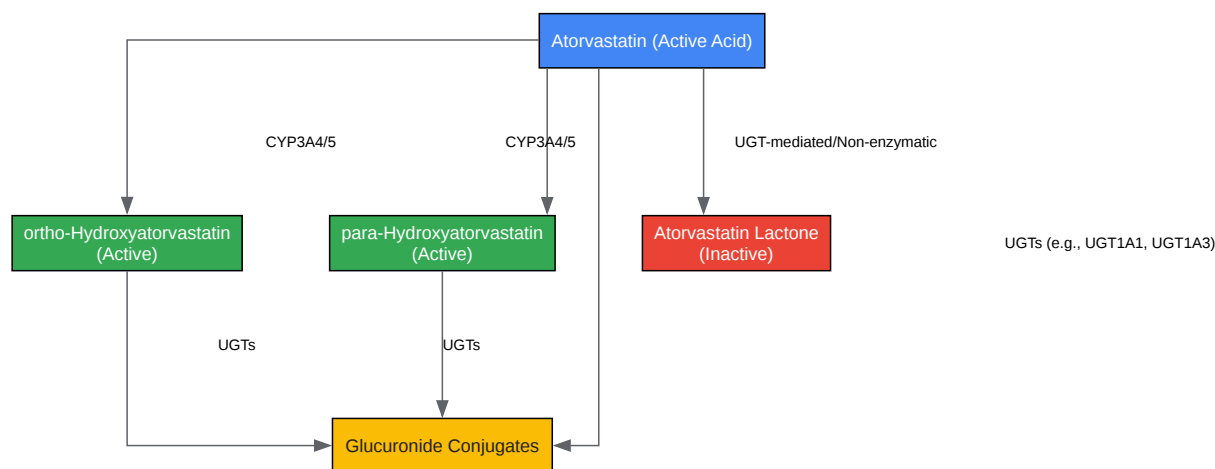 Atorvastatin (Active Acid)
CYP3A4/5
CYP3A4/5
UGT-mediated/Non-enzymatic
ortho-Hydroxyatorvastatin
(Active)
para-Hydroxyatorvastatin
(Active)
Atorvastatin Lactone
(Inactive)
UGTs (e.g., UGT1A1, UGT1A3)
UGTs
UGTs
Glucuronide Conjugates